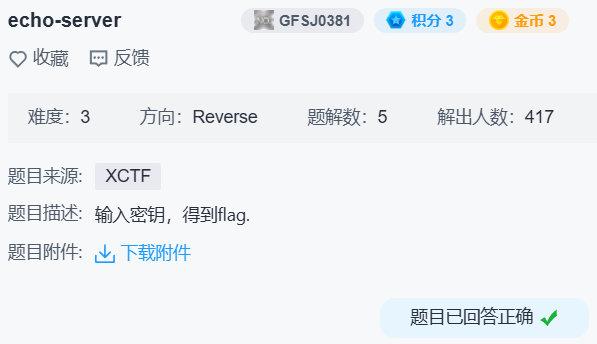 echo-server GFSJ0381 积分 3 金币 3
收藏 反馈
难度：3 方向：Reverse 题解数：5 解出人数：417
题目来源: XCTF
题目描述: 输入密钥，得到flag.
题目附件: 下载附件
题目已回答正确